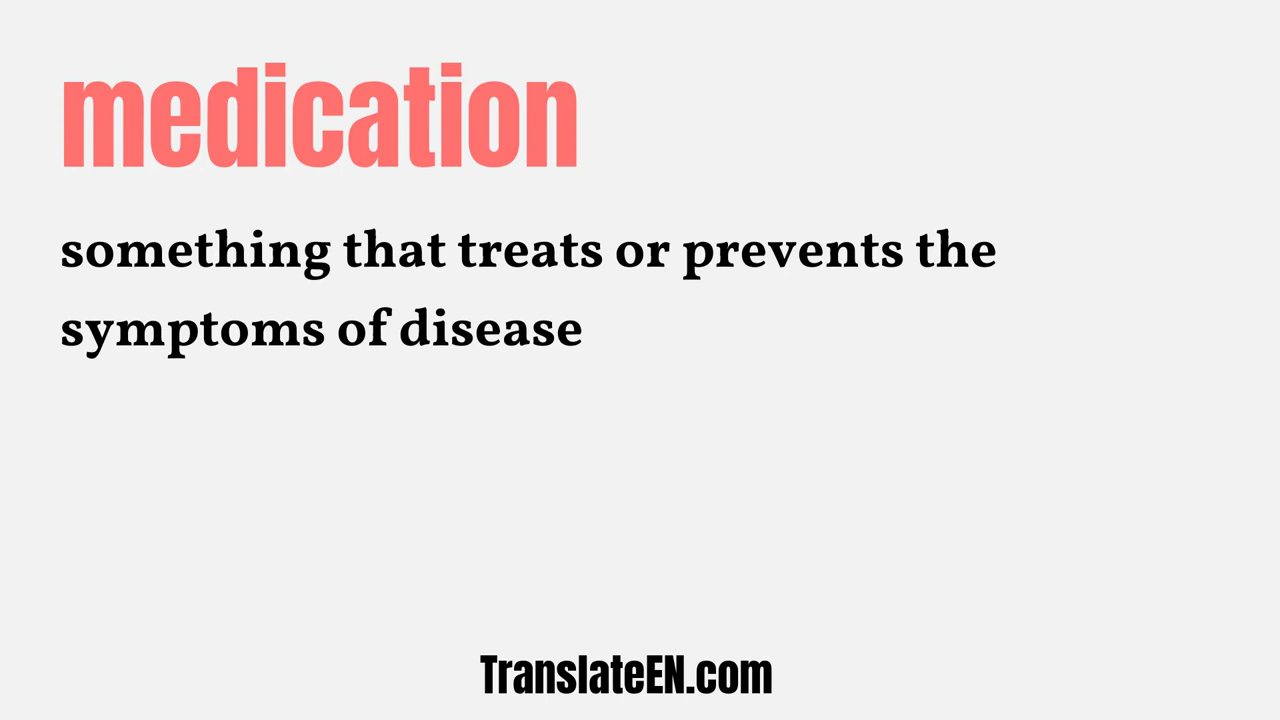 medication
something that treats or prevents the
symptoms of disease
TranslateEN.com